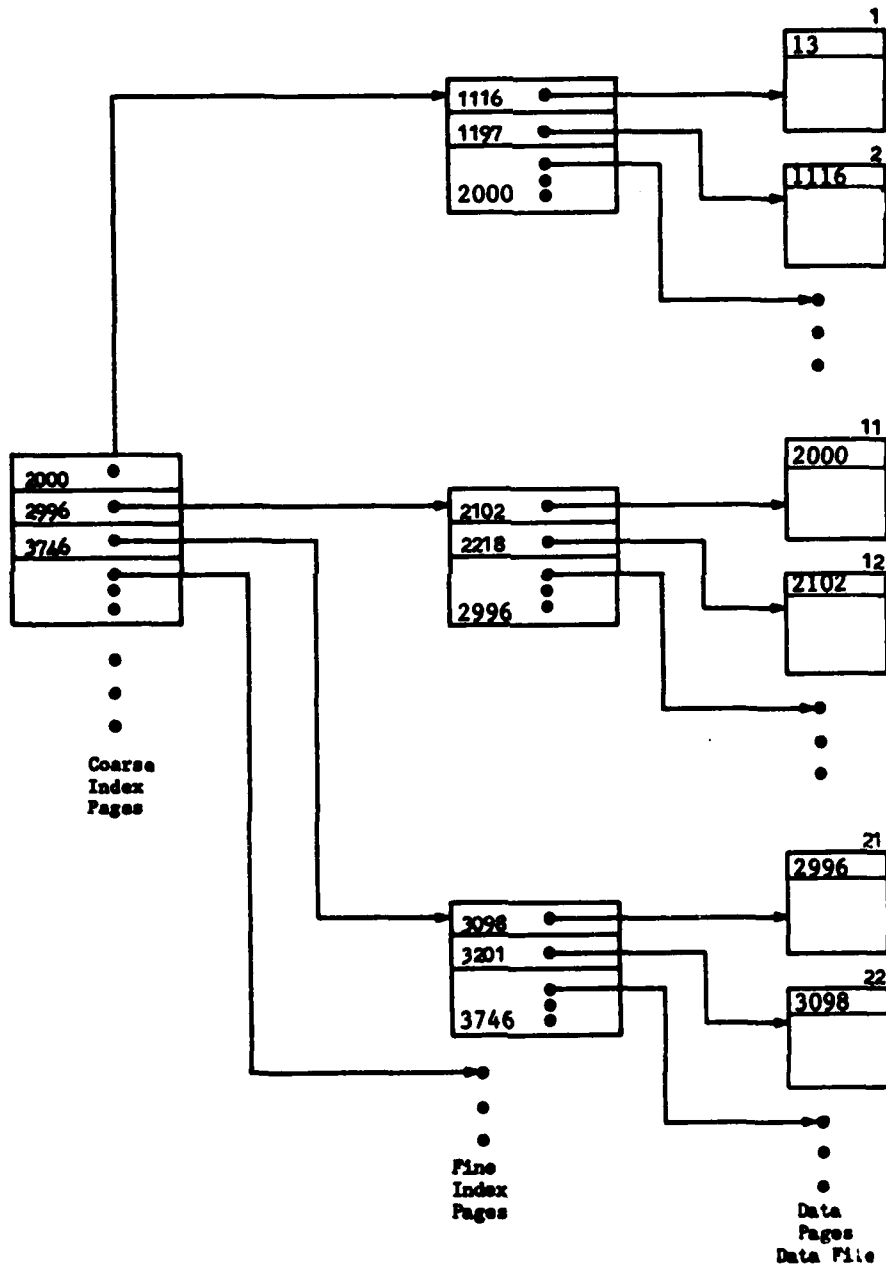 1
13
1116
1197
2000
2
1116
11
2000
2000
2996
3746
2102
2218
2996
12
2102
Coarse
Index
Pages
21
2996
3098
3201
3746
22
3098
Fine
Index
Pages
Data
Pages
Data File